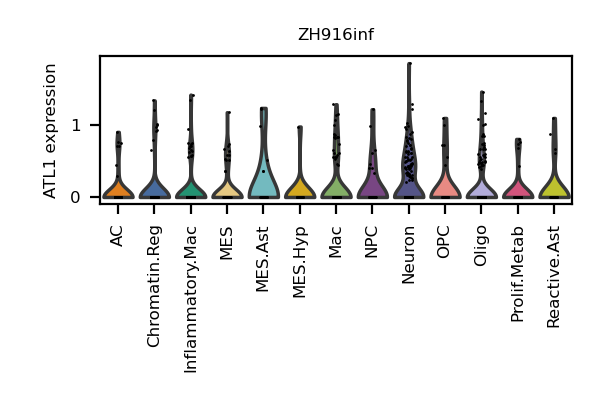 ZH916inf
ATL1 expression
1
0
AC
Chromatin.Reg
Inflammatory.Mac
MES
MES.Ast
MES.Hyp
Mac
NPC
Neuron
OPC
Oligo
Prolif.Metab
Reactive.Ast